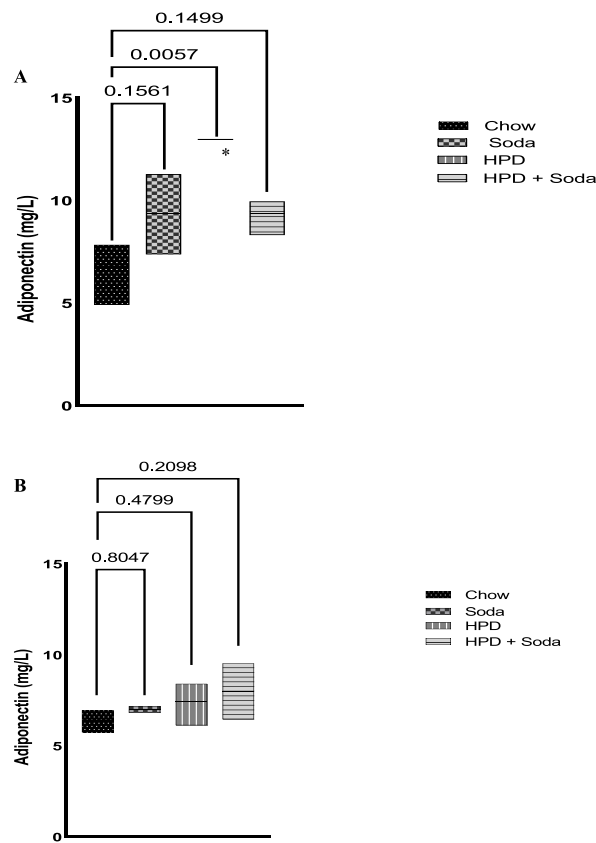 0.1499
0.0057
A
0.1561
15
*
10
5
0
Adiponectin (mg/L)
Chow
Soda
HPD
HPD + Soda
0.2098
B
0.4799
0.8047
15
10
5
0
Adiponectin (mg/L)
Chow
Soda
HPD
HPD + Soda